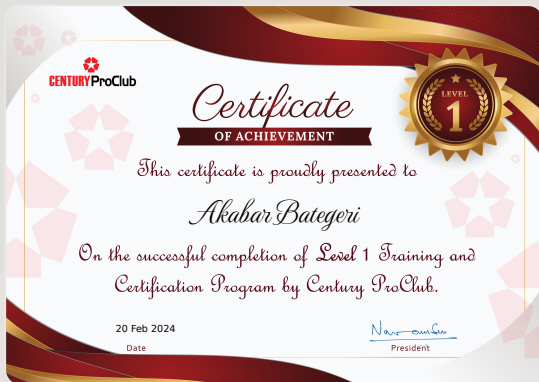 CENTURY ProClub
Certificate
OF ACHIEVEMENT
LEVEL
1
This certificate is proudly presented to
Akabar Bategeri
On the successful completion of Level 1 Training and
Certification Program by Century ProClub.
20 Feb 2024
Date
President